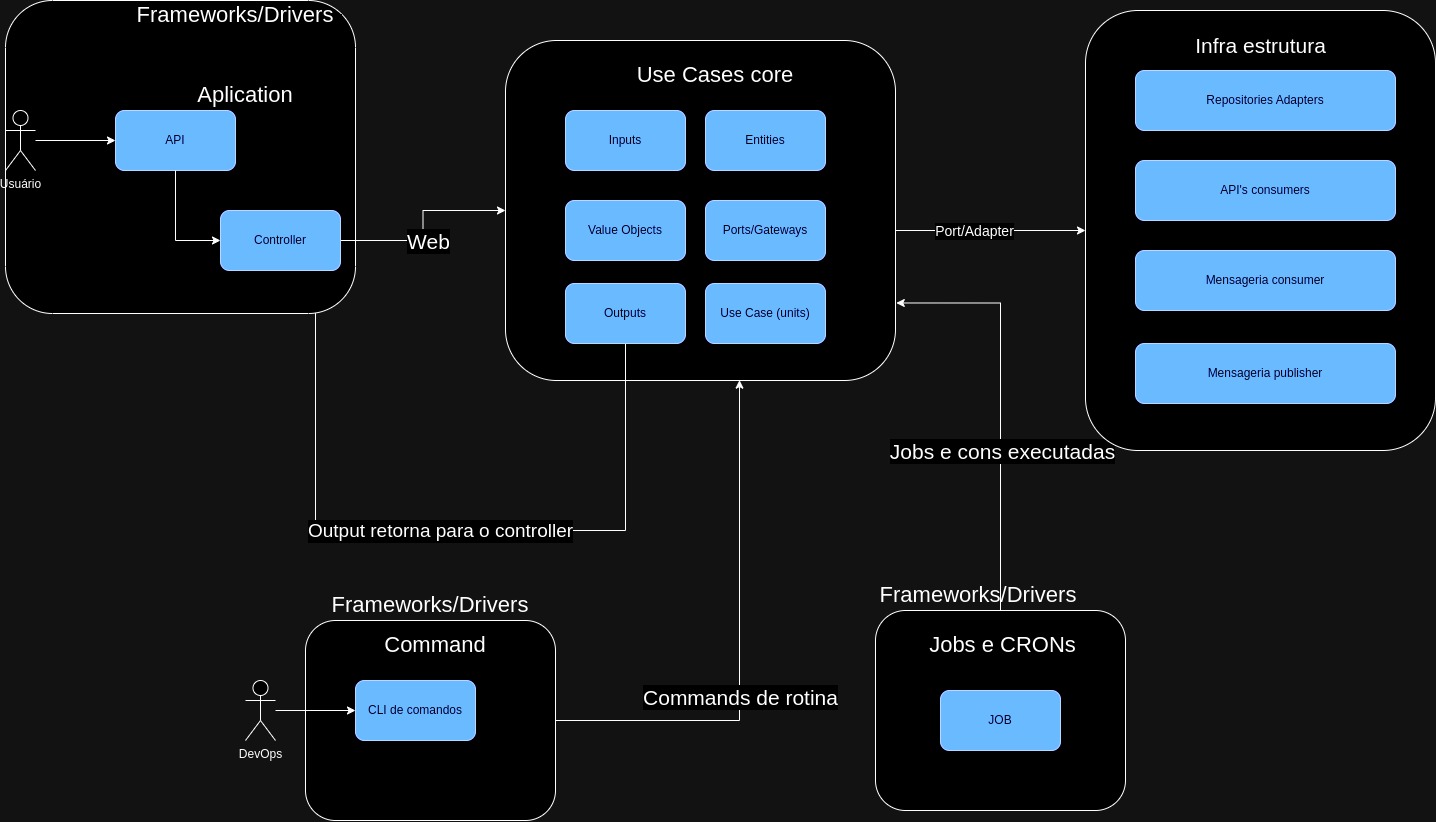 Frameworks/Drivers
Aplication
API
Usuário
Controller
Web
Use Cases core
Inputs
Entities
Value Objects
Ports/Gateways
Outputs
Use Case (units)
Port/Adapter
Infra estrutura
Repositories Adapters
API's consumers
Mensageria consumer
Mensageria publisher
Jobs e cons executadas
Output retorna para o controller
Frameworks/Drivers
Command
CLI de comandos
DevOps
Commands de rotina
Frameworks/Drivers
Jobs e CRONs
JOB